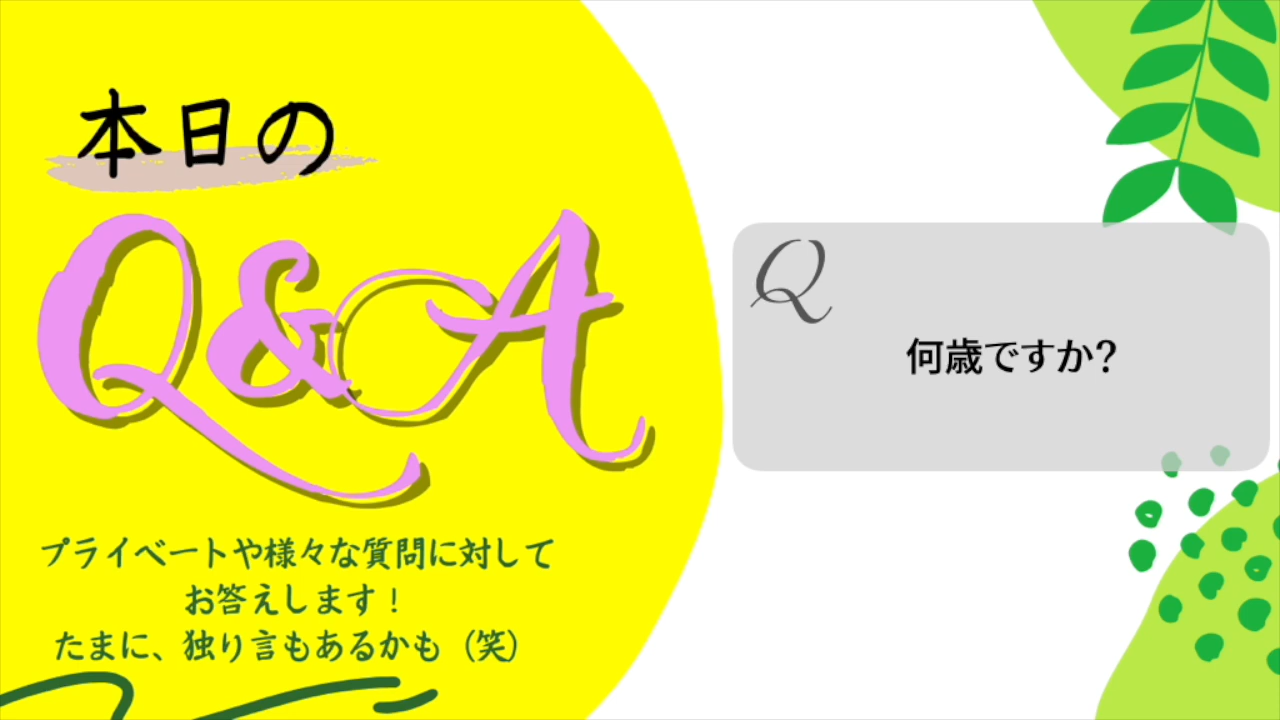 本日の
Q&A
プライベートや様々な質問に対して
お答えします！
たまに、独り言もあるかも（笑）
Q
何歳ですか?